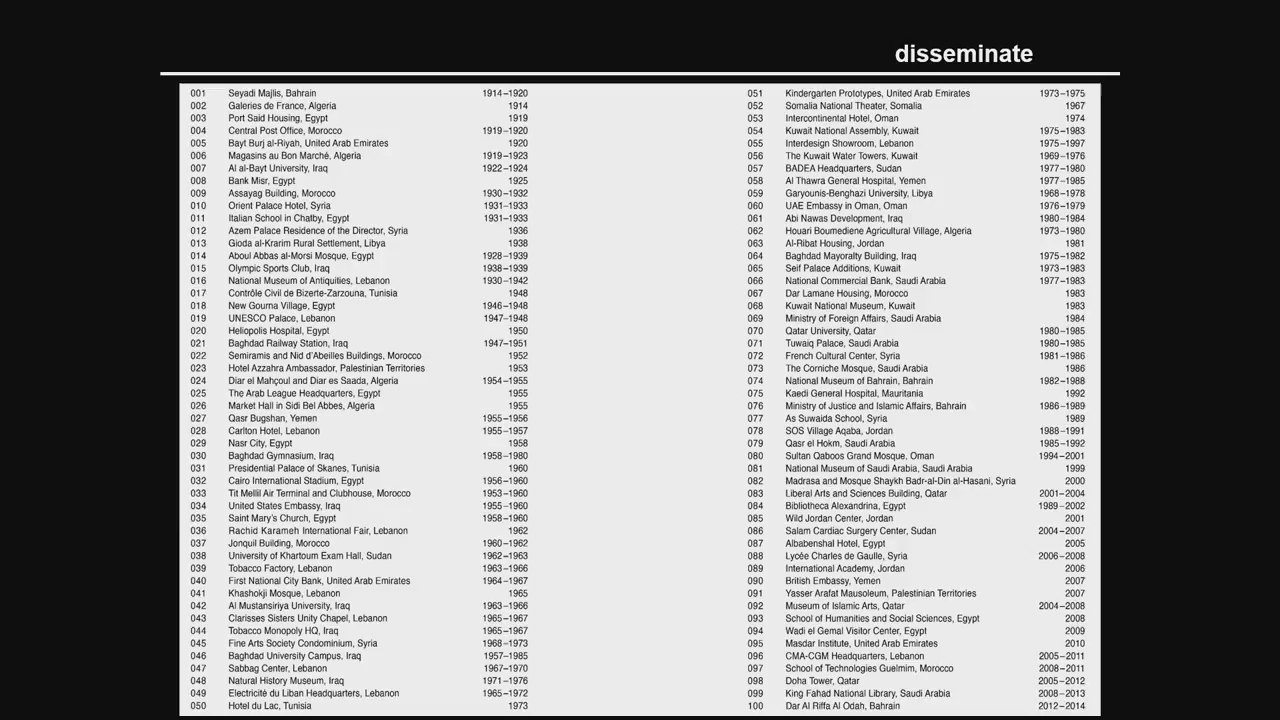 disseminate
001 Seyadi Majlis, Bahrain 1914–1920
002 Galeries de France, Algeria 1914
003 Port Said Housing, Egypt 1919
004 Central Post Office, Morocco 1919–1920
005 Bayt Burj al-Riyah, United Arab Emirates 1920
006 Magasins au Bon Marché, Algeria 1919–1923
007 Al al-Bayt University, Iraq 1922–1924
008 Bank Misr, Egypt 1925
009 Assayag Building, Morocco 1930–1932
010 Orient Palace Hotel, Syria 1931–1933
011 Italian School in Chatby, Egypt 1931–1933
012 Azem Palace Residence of the Director, Syria 1936
013 Gioda al-Krarim Rural Settlement, Libya 1938
014 Aboul Abbas al-Morsi Mosque, Egypt 1928–1939
015 Olympic Sports Club, Iraq 1938–1939
016 National Museum of Antiquities, Lebanon 1930–1942
017 Contrôle Civil de Bizerte-Zarzouna, Tunisia 1948
018 New Gourna Village, Egypt 1946–1948
019 UNESCO Palace, Lebanon 1947–1948
020 Heliopolis Hospital, Egypt 1950
021 Baghdad Railway Station, Iraq 1947–1951
022 Semiramis and Nid d'Abeilles Buildings, Morocco 1952
023 Hotel Azzahra Ambassador, Palestinian Territories 1953
024 Diar el Mahçoul and Diar es Saada, Algeria 1954–1955
025 The Arab League Headquarters, Egypt 1955
026 Market Hall in Sidi Bel Abbes, Algeria 1955
027 Qasr Bugshan, Yemen 1955–1956
028 Carlton Hotel, Lebanon 1955–1957
029 Nasr City, Egypt 1958
030 Baghdad Gymnasium, Iraq 1958–1980
031 Presidential Palace of Skanes, Tunisia 1960
032 Cairo International Stadium, Egypt 1956–1960
033 Tit Mellil Air Terminal and Clubhouse, Morocco 1953–1960
034 United States Embassy, Iraq 1955–1960
035 Saint Mary's Church, Egypt 1958–1960
036 Rachid Karameh International Fair, Lebanon 1962
037 Jonquil Building, Morocco 1960–1962
038 University of Khartoum Exam Hall, Sudan 1962–1963
039 Tobacco Factory, Lebanon 1963–1966
040 First National City Bank, United Arab Emirates 1964–1967
041 Khashokji Mosque, Lebanon 1965
042 Al Mustansiriya University, Iraq 1963–1966
043 Clarisses Sisters Unity Chapel, Lebanon 1965–1967
044 Tobacco Monopoly HQ, Iraq 1965–1967
045 Fine Arts Society Condominium, Syria 1968–1973
046 Baghdad University Campus, Iraq 1957–1985
047 Sabbag Center, Lebanon 1967–1970
048 Natural History Museum, Iraq 1971–1976
049 Electricité du Liban Headquarters, Lebanon 1965–1972
050 Hotel du Lac, Tunisia 1973
051 Kindergarten Prototypes, United Arab Emirates 1973–1975
052 Somalia National Theater, Somalia 1967
053 Intercontinental Hotel, Oman 1974
054 Kuwait National Assembly, Kuwait 1975–1983
055 Interdesign Showroom, Lebanon 1975–1997
056 The Kuwait Water Towers, Kuwait 1969–1976
057 BADEA Headquarters, Sudan 1977–1980
058 Al Thawra General Hospital, Yemen 1977–1985
059 Garyounis-Benghazi University, Libya 1968–1978
060 UAE Embassy in Oman, Oman 1976–1979
061 Abi Nawas Development, Iraq 1980–1984
062 Houari Boumediene Agricultural Village, Algeria 1973–1980
063 Al-Ribat Housing, Jordan 1981
064 Baghdad Mayoralty Building, Iraq 1975–1982
065 Seif Palace Additions, Kuwait 1973–1983
066 National Commercial Bank, Saudi Arabia 1977–1983
067 Dar Lamane Housing, Morocco 1983
068 Kuwait National Museum, Kuwait 1983
069 Ministry of Foreign Affairs, Saudi Arabia 1984
070 Qatar University, Qatar 1980–1985
071 Tuwaiq Palace, Saudi Arabia 1980–1985
072 French Cultural Center, Syria 1981–1986
073 The Corniche Mosque, Saudi Arabia 1986
074 National Museum of Bahrain, Bahrain 1982–1988
075 Kaedi General Hospital, Mauritania 1992
076 Ministry of Justice and Islamic Affairs, Bahrain 1986–1989
077 As Suwaida School, Syria 1989
078 SOS Village Aqaba, Jordan 1988–1991
079 Qasr el Hokm, Saudi Arabia 1985–1992
080 Sultan Qaboos Grand Mosque, Oman 1994–2001
081 National Museum of Saudi Arabia, Saudi Arabia 1999
082 Madrasa and Mosque Shaykh Badr-al-Din al-Hasani, Syria 2000
083 Liberal Arts and Sciences Building, Qatar 2001–2004
084 Bibliotheca Alexandrina, Egypt 1989–2002
085 Wild Jordan Center, Jordan 2001
086 Salam Cardiac Surgery Center, Sudan 2004–2007
087 Albabenshal Hotel, Egypt 2005
088 Lycée Charles de Gaulle, Syria 2006–2008
089 International Academy, Jordan 2006
090 British Embassy, Yemen 2007
091 Yasser Arafat Mausoleum, Palestinian Territories 2007
092 Museum of Islamic Arts, Qatar 2004–2008
093 School of Humanities and Social Sciences, Egypt 2008
094 Wadi el Gemal Visitor Center, Egypt 2009
095 Masdar Institute, United Arab Emirates 2010
096 CMA-CGM Headquarters, Lebanon 2005–2011
097 School of Technologies Guelmim, Morocco 2008–2011
098 Doha Tower, Qatar 2005–2012
099 King Fahad National Library, Saudi Arabia 2008–2013
100 Dar Al Riffa Al Odah, Bahrain 2012–2014